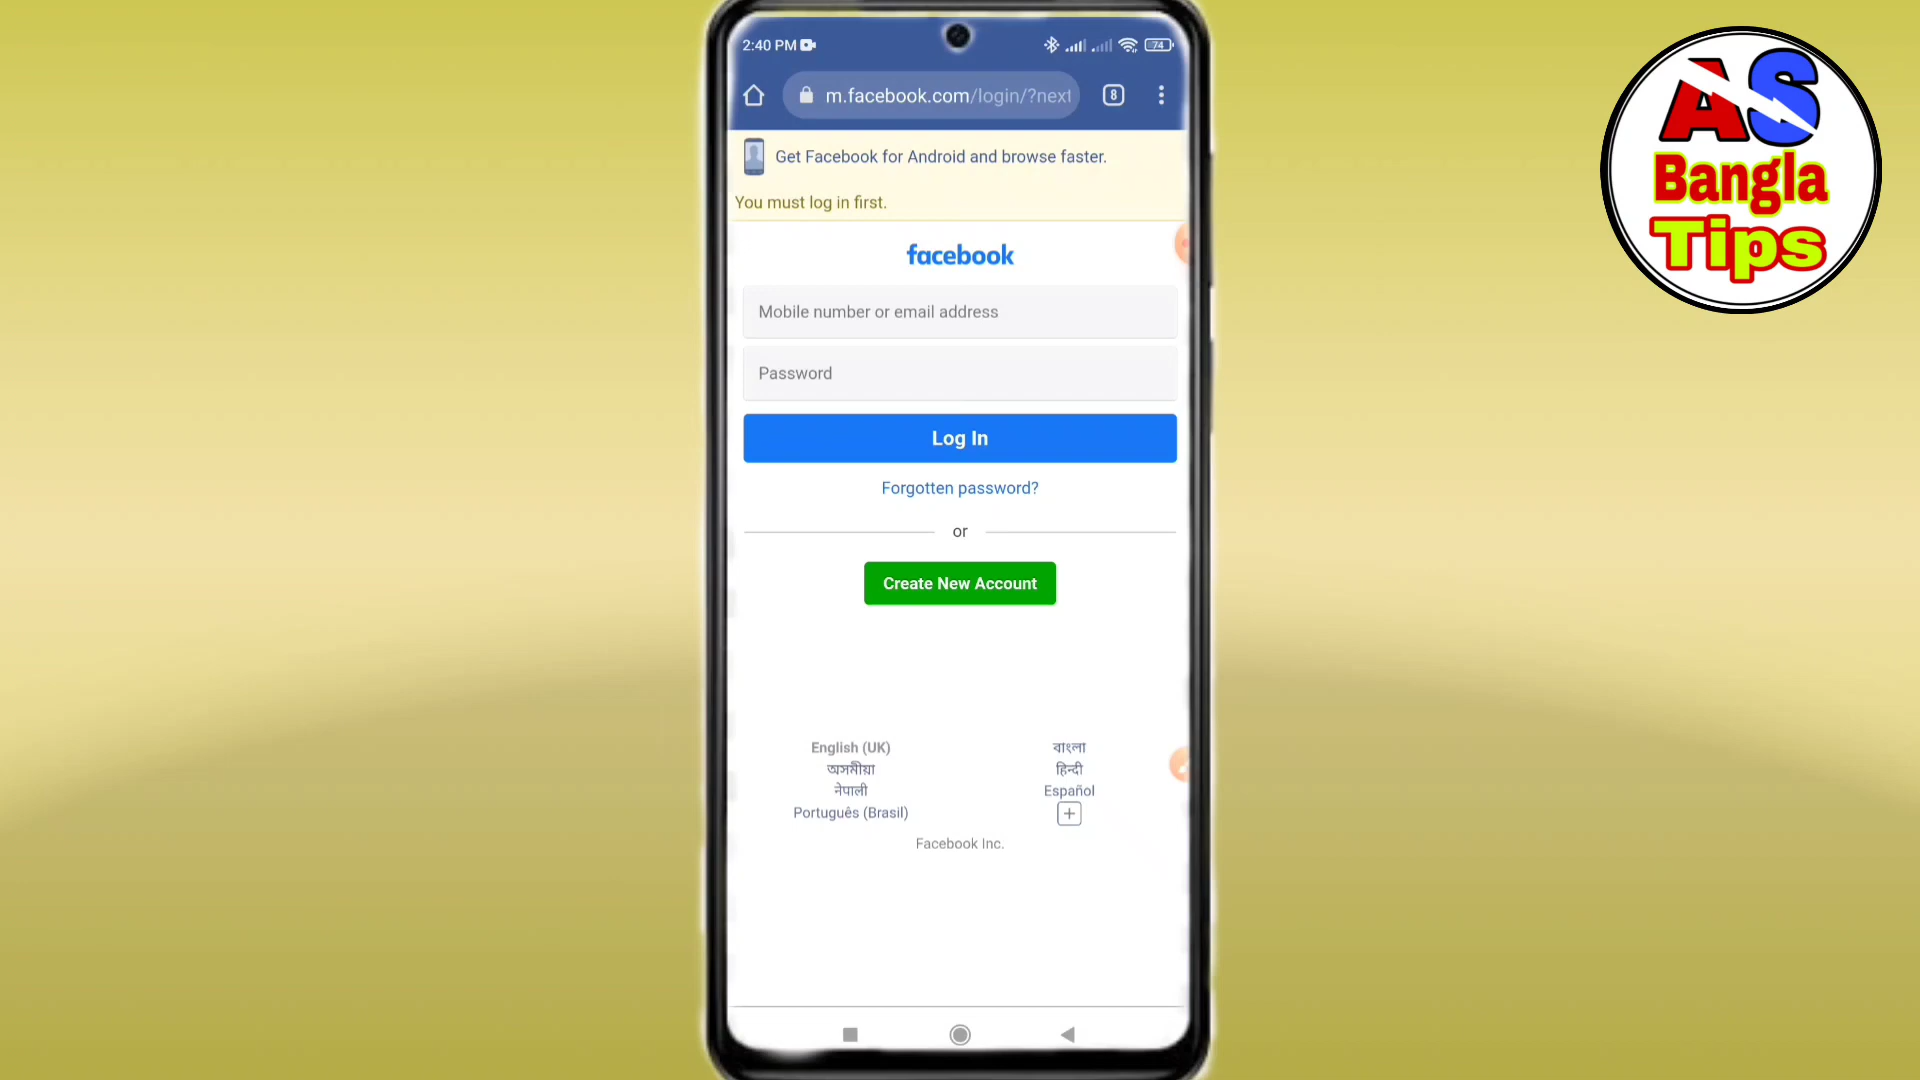 2:40 PM
74
m.facebook.com/login/?next
8
Get Facebook for Android and browse faster.
You must log in first.
facebook
Mobile number or email address
Password
Log In
Forgotten password?
or
Create New Account
English (UK)
বাংলা
অসমীয়া
हिन्दी
नेपाली
Español
Português (Brasil)
Facebook Inc.
AS
Bangla
Tips